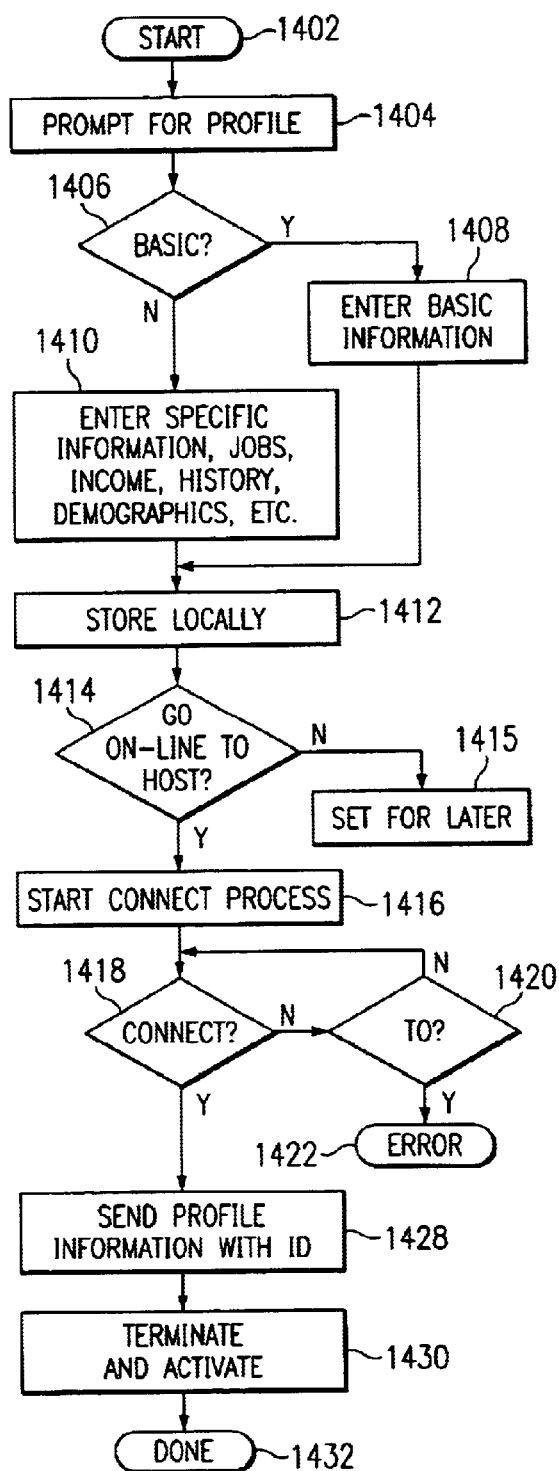 START
1402
PROMPT FOR PROFILE
1404
1406
BASIC?
Y
N
1408
ENTER BASIC
INFORMATION
1410
ENTER SPECIFIC
INFORMATION, JOBS,
INCOME, HISTORY,
DEMOGRAPHICS, ETC.
STORE LOCALLY
1412
1414
GO
ON-LINE TO
HOST?
N
Y
1415
SET FOR LATER
START CONNECT PROCESS
1416
1418
CONNECT?
N
Y
TO?
N
1420
Y
1422
ERROR
SEND PROFILE
INFORMATION WITH ID
1428
TERMINATE
AND ACTIVATE
1430
DONE
1432